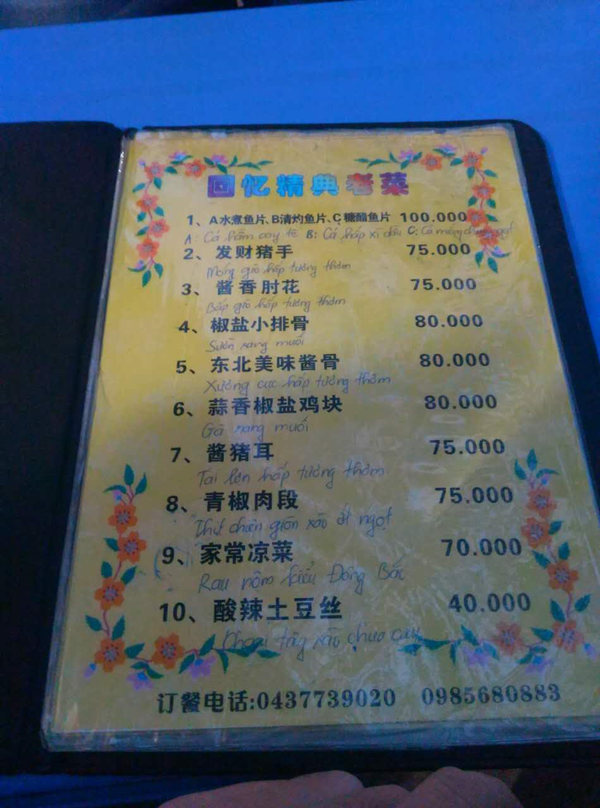 回忆精典老菜
1、A水煮鱼片、B清灼鱼片、C糖醋鱼片 100.000
A: Cá hầm cay tê B: Cá hấp xì dầu C: Cá miếng chua ngọt
2、发财猪手 75.000
Móng giò hấp tương thơm
3、酱香肘花 75.000
Bắp giò hấp tương thơm
4、椒盐小排骨 80.000
Sườn rang muối
5、东北美味酱骨 80.000
Xương cục hấp tương thơm
6、蒜香椒盐鸡块 80.000
Gà rang muối
7、酱猪耳 75.000
Tai lợn hấp tương thơm
8、青椒肉段 75.000
Thịt chiên giòn xào ớt ngọt
9、家常凉菜 70.000
Rau nộm kiểu Đông Bắc
10、酸辣土豆丝 40.000
Khoai tây xào chua cay
订餐电话:0437739020 0985680883